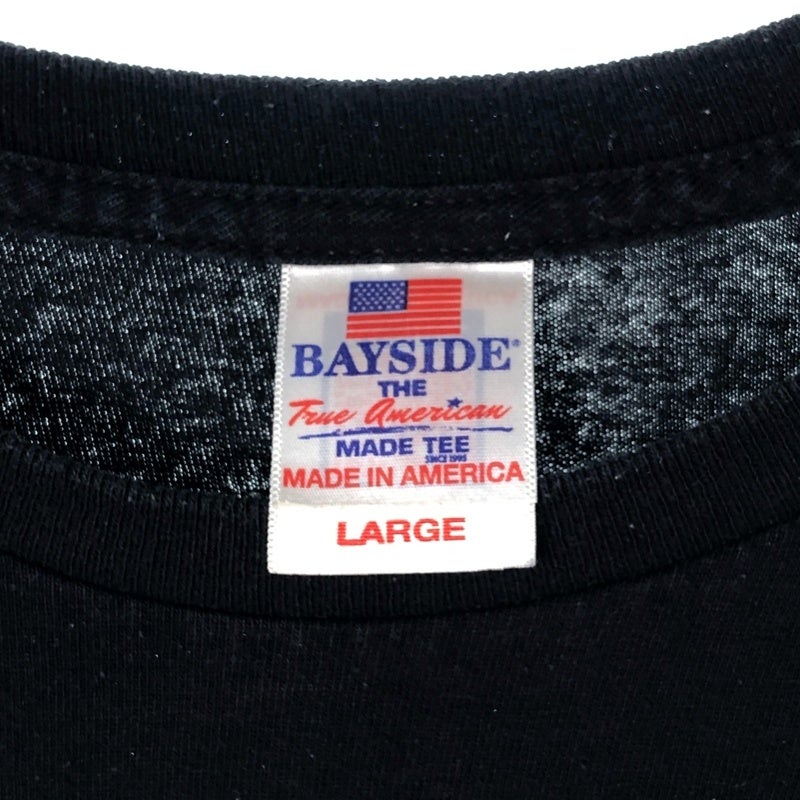 BAYSIDE®
THE
True American
MADE TEE
SINCE 1995
MADE IN AMERICA
LARGE